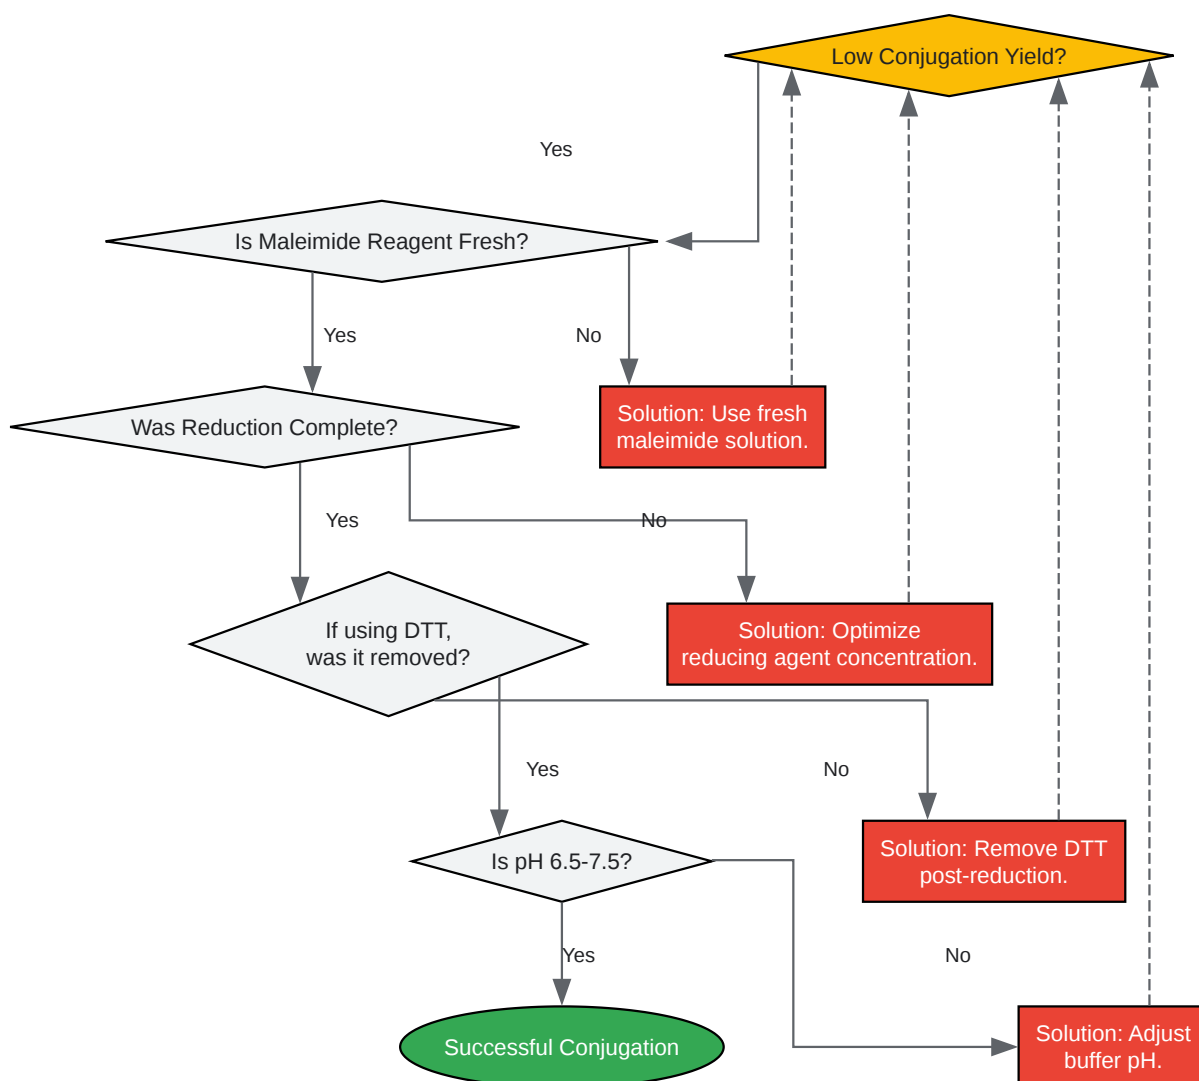 Low Conjugation Yield?
Yes
Is Maleimide Reagent Fresh?
Yes
No
Solution: Use fresh
maleimide solution.
Was Reduction Complete?
Yes
No
Solution: Optimize
reducing agent concentration.
If using DTT,
was it removed?
Yes
No
Solution: Remove DTT
post-reduction.
Is pH 6.5-7.5?
Yes
No
Successful Conjugation
Solution: Adjust
buffer pH.